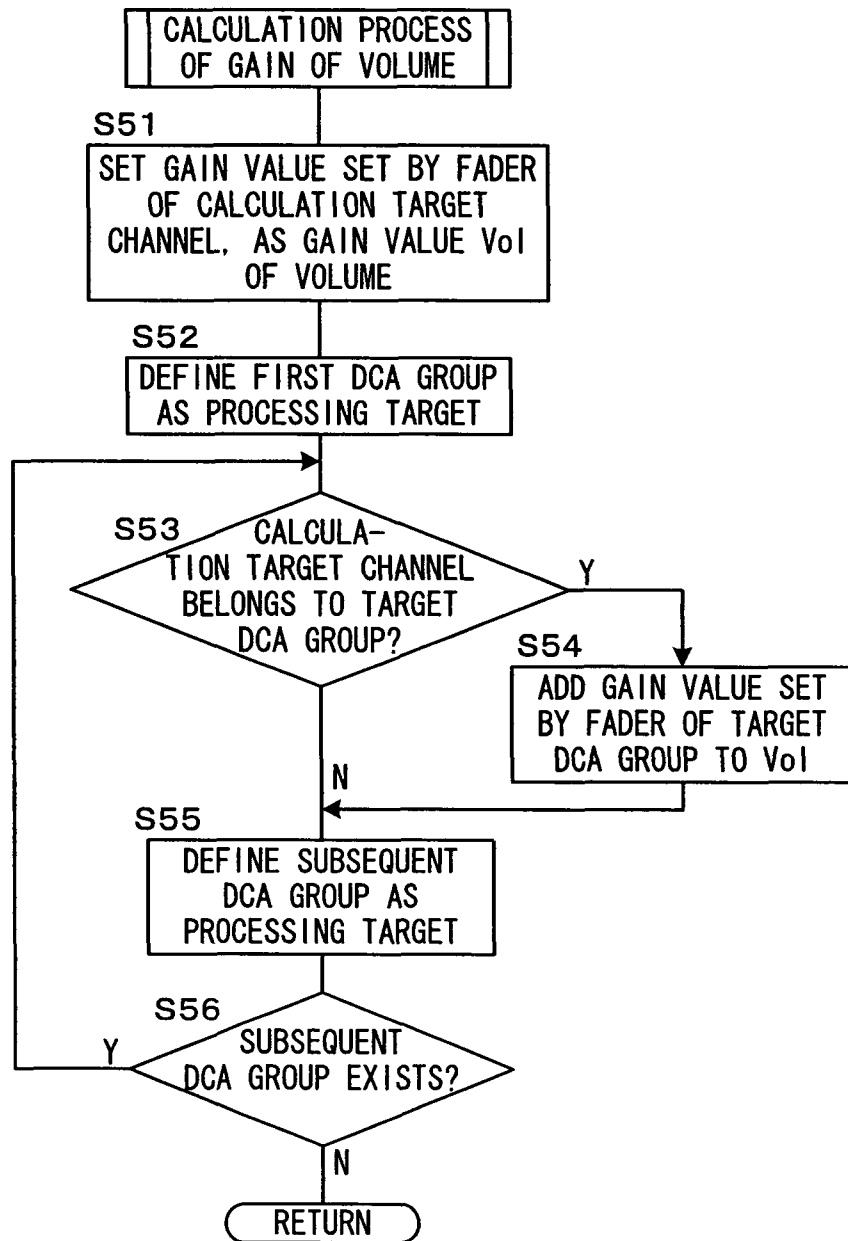 CALCULATION PROCESS
OF GAIN OF VOLUME
S51
SET GAIN VALUE SET BY FADER
OF CALCULATION TARGET
CHANNEL, AS GAIN VALUE Vol
OF VOLUME
S52
DEFINE FIRST DCA GROUP
AS PROCESSING TARGET
S53
CALCULA-
TION TARGET CHANNEL
BELONGS TO TARGET
DCA GROUP?
Y
S54
ADD GAIN VALUE SET
BY FADER OF TARGET
DCA GROUP TO Vol
N
S55
DEFINE SUBSEQUENT
DCA GROUP AS
PROCESSING TARGET
S56
SUBSEQUENT
DCA GROUP EXISTS?
Y
N
RETURN